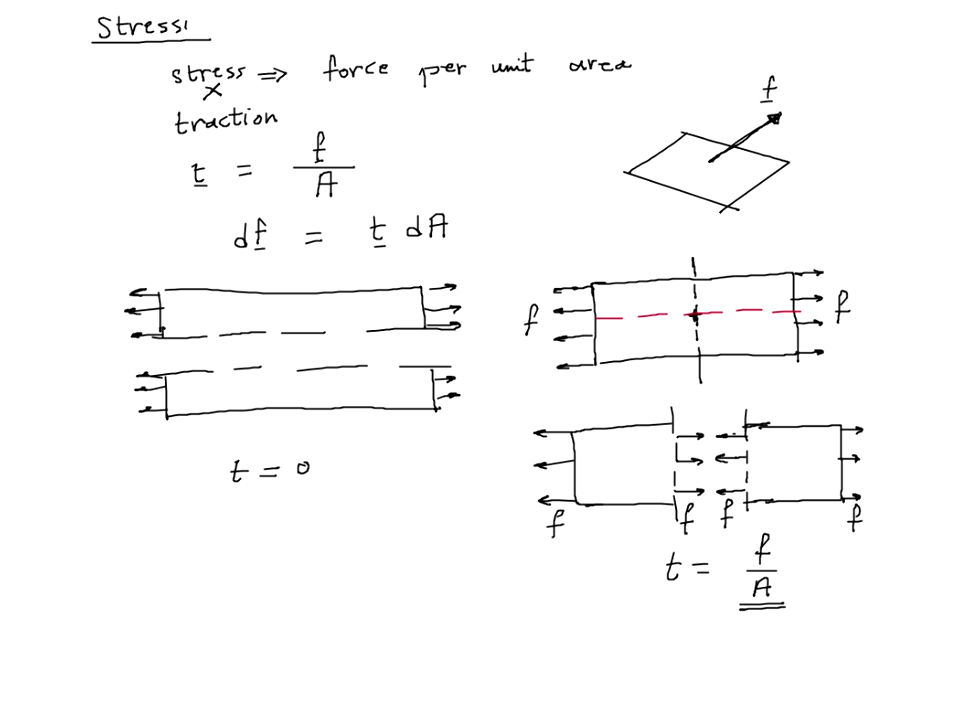 Stress:
stress ⇒ force per unit area
x
traction
f
t = f / A
df = t dA
f f
t = 0
f f f f
t = f / A